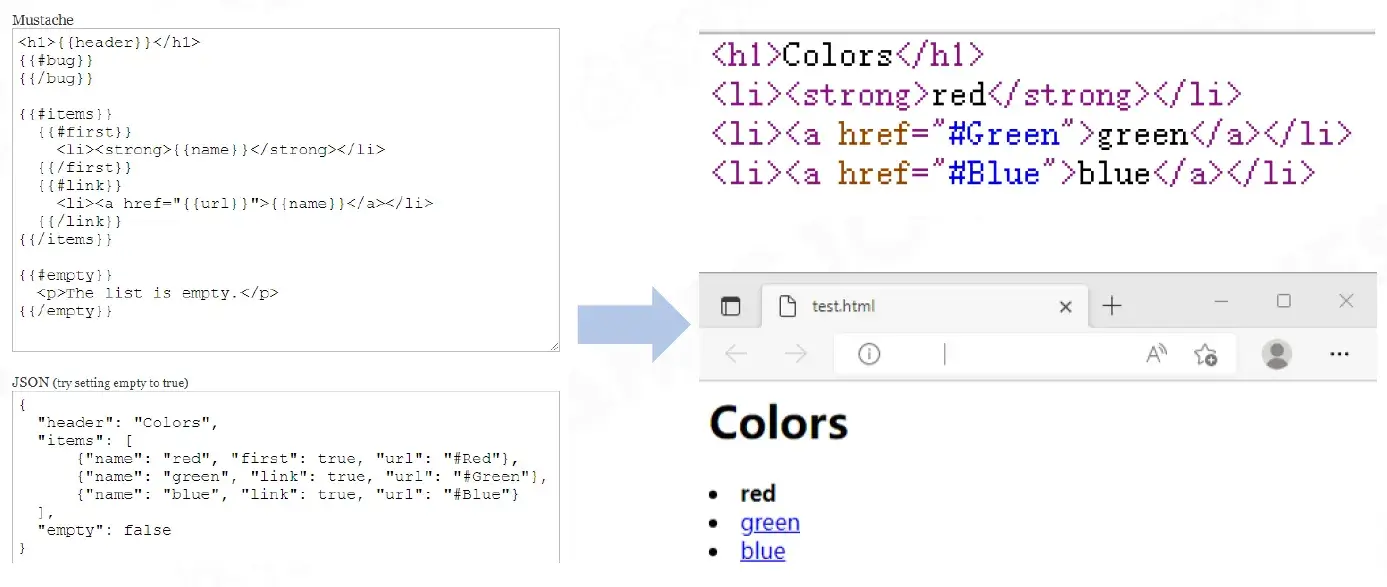 Mustache
<h1>{{header}}</h1>
{{#bug}}
{{/bug}}

{{#items}}
  {{#first}}
    <li><strong>{{name}}</strong></li>
  {{/first}}
  {{#link}}
    <li><a href="{{url}}">{{name}}</a></li>
  {{/link}}
{{/items}}

{{#empty}}
  <p>The list is empty.</p>
{{/empty}}
JSON (try setting empty to true)
{
  "header": "Colors",
  "items": [
      {"name": "red", "first": true, "url": "#Red"},
      {"name": "green", "link": true, "url": "#Green"},
      {"name": "blue", "link": true, "url": "#Blue"}
  ],
  "empty": false
}
<h1>Colors</h1>
<li><strong>red</strong></li>
<li><a href="#Green">green</a></li>
<li><a href="#Blue">blue</a></li>
test.html
Colors
• red
• green
• blue